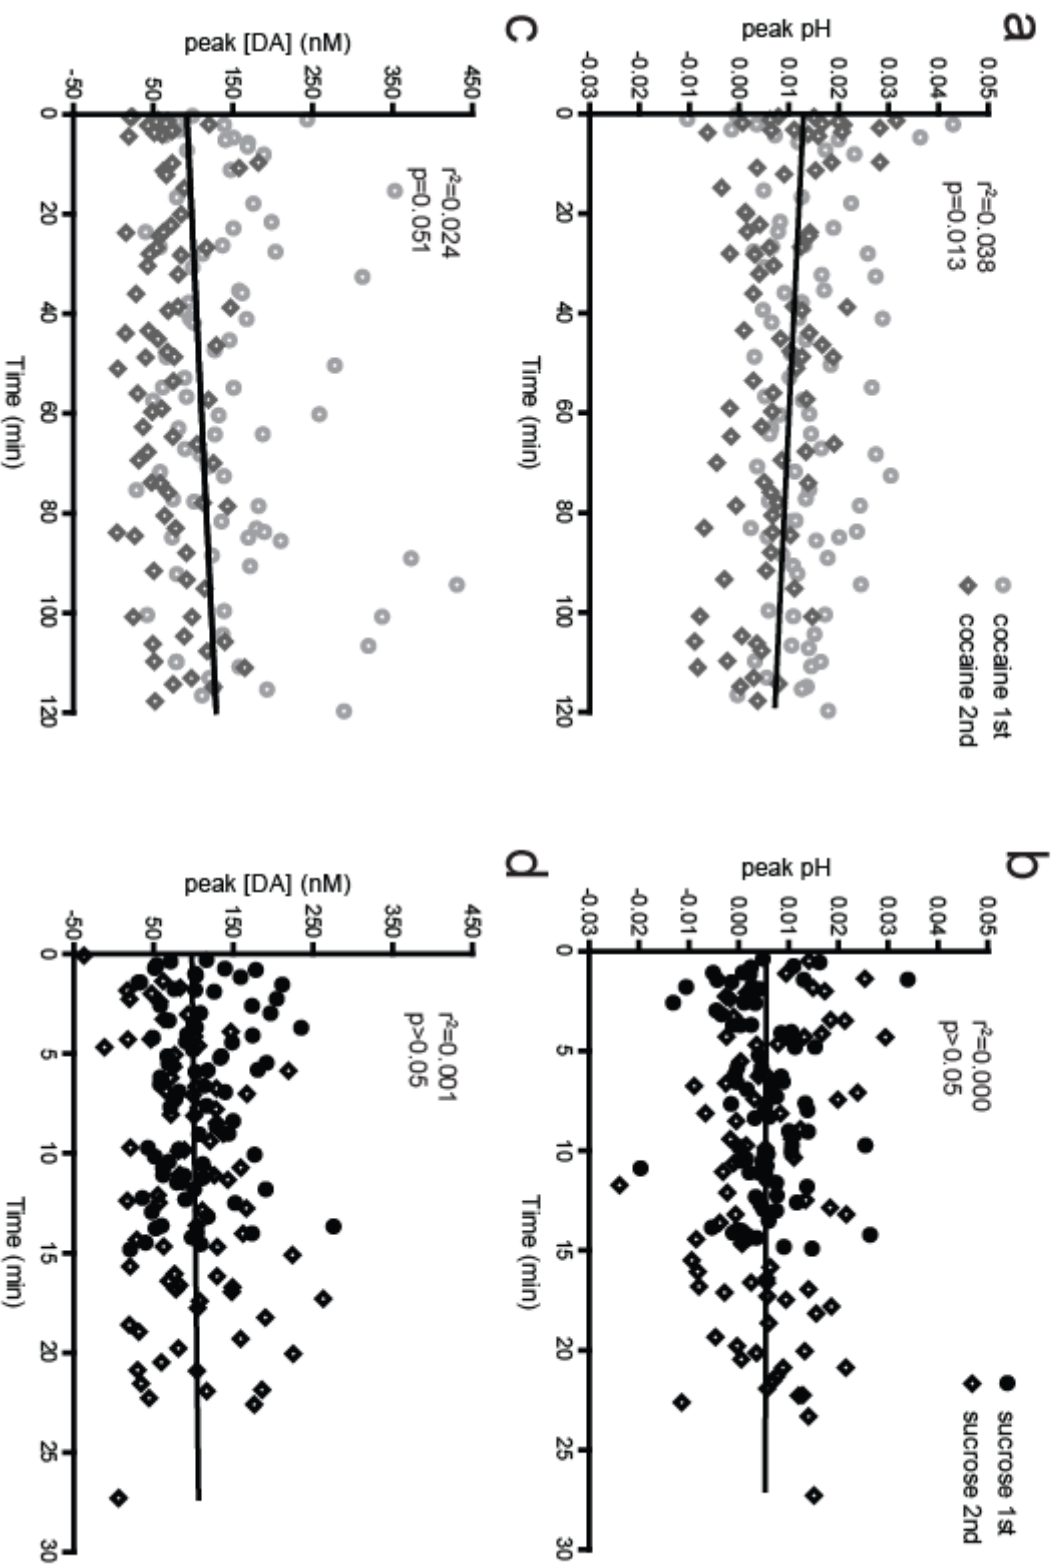 a
peak pH
0.05
0.04
0.03
0.02
0.01
0.00
-0.01
-0.02
-0.03
0
20
40
60
80
100
120
Time (min)
r²=0.038
p=0.013
cocaine 1st
cocaine 2nd
b
peak pH
0.05
0.04
0.03
0.02
0.01
0.00
-0.01
-0.02
-0.03
0
5
10
15
20
25
30
Time (min)
r²=0.000
p>0.05
sucrose 1st
sucrose 2nd
c
peak [DA] (nM)
450
350
250
150
50
-50
0
20
40
60
80
100
120
Time (min)
r²=0.024
p=0.051
d
peak [DA] (nM)
450
350
250
150
50
-50
0
5
10
15
20
25
30
Time (min)
r²=0.001
p>0.05